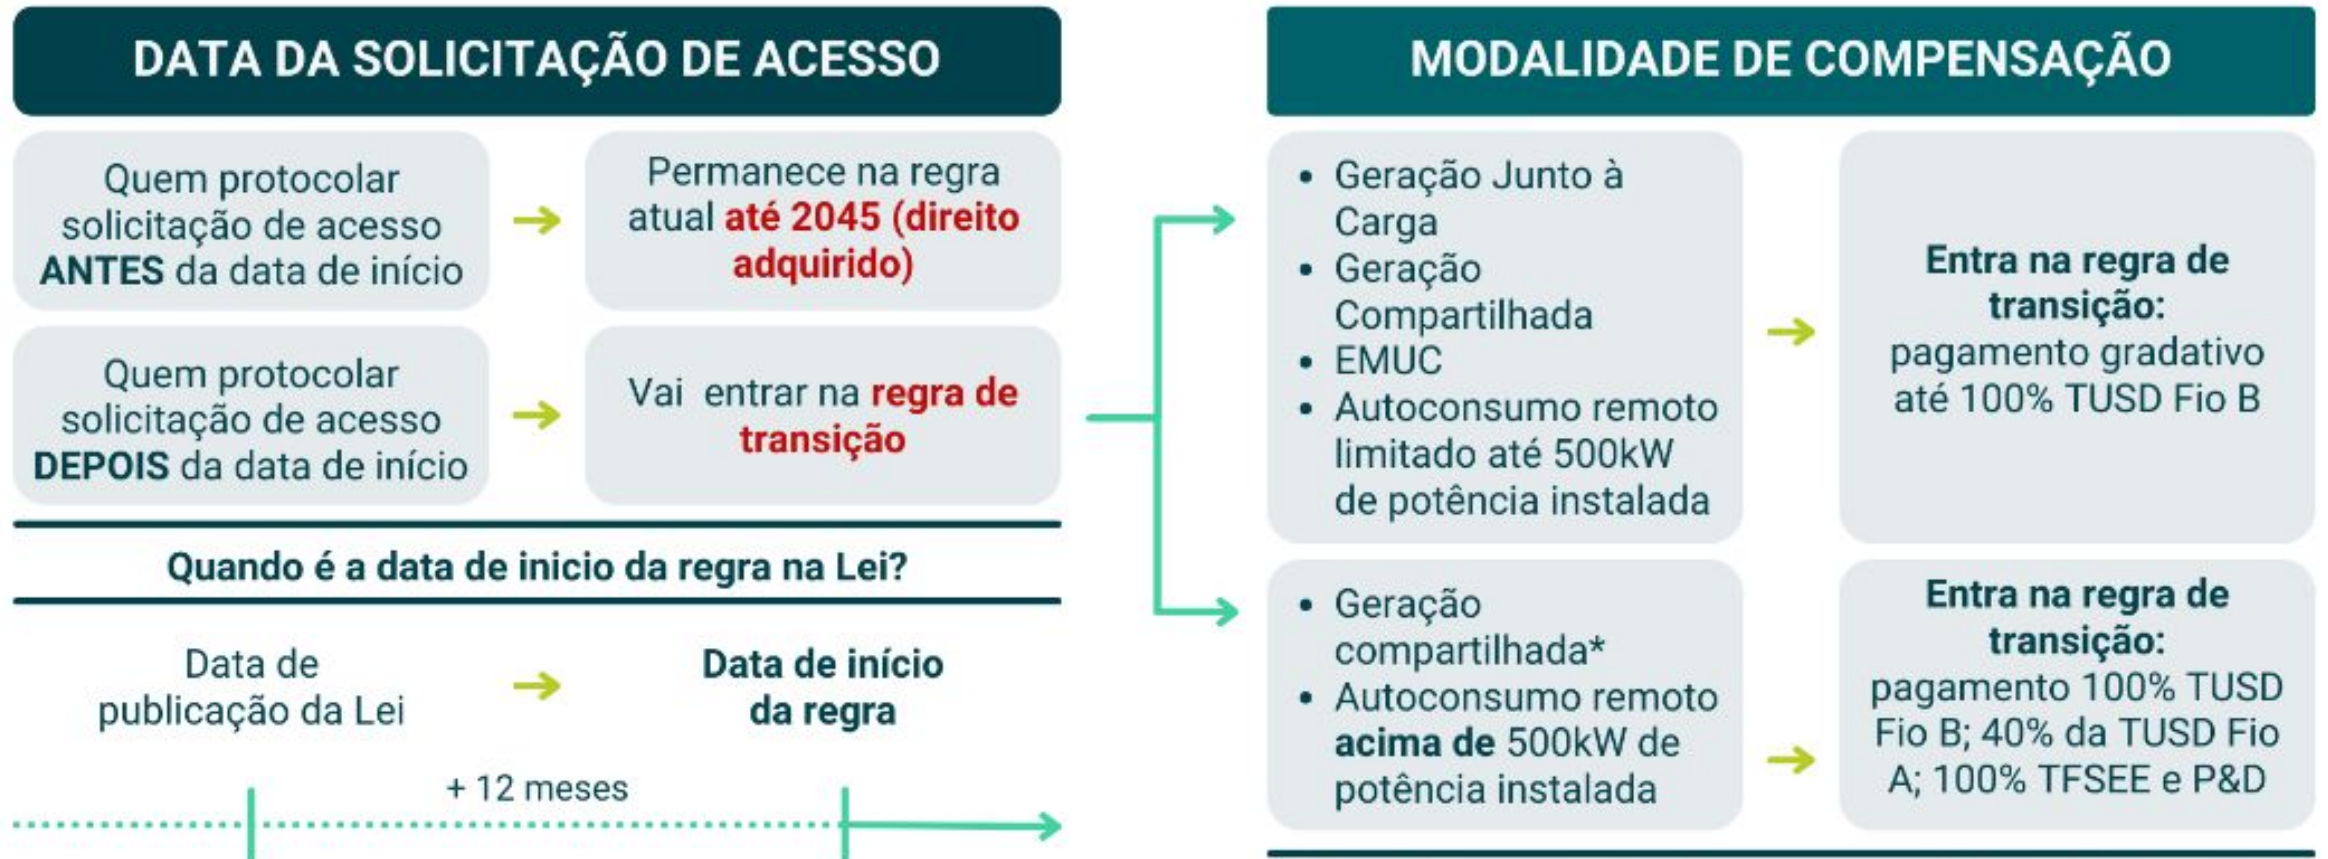 DATA DA SOLICITAÇÃO DE ACESSO
Quem protocolar
solicitação de acesso
ANTES da data de início
Permanece na regra
atual até 2045 (direito
adquirido)
Quem protocolar
solicitação de acesso
DEPOIS da data de início
Vai entrar na regra de
transição
Quando é a data de inicio da regra na Lei?
Data de
publicação da Lei
Data de início
da regra
+ 12 meses
MODALIDADE DE COMPENSAÇÃO
• Geração Junto à
Carga
• Geração
Compartilhada
• EMUC
• Autoconsumo remoto
limitado até 500kW
de potência instalada
Entra na regra de
transição:
pagamento gradativo
até 100% TUSD Fio B
• Geração
compartilhada*
• Autoconsumo remoto
acima de 500kW de
potência instalada
Entra na regra de
transição:
pagamento 100% TUSD
Fio B; 40% da TUSD Fio
A; 100% TFSEE e P&D